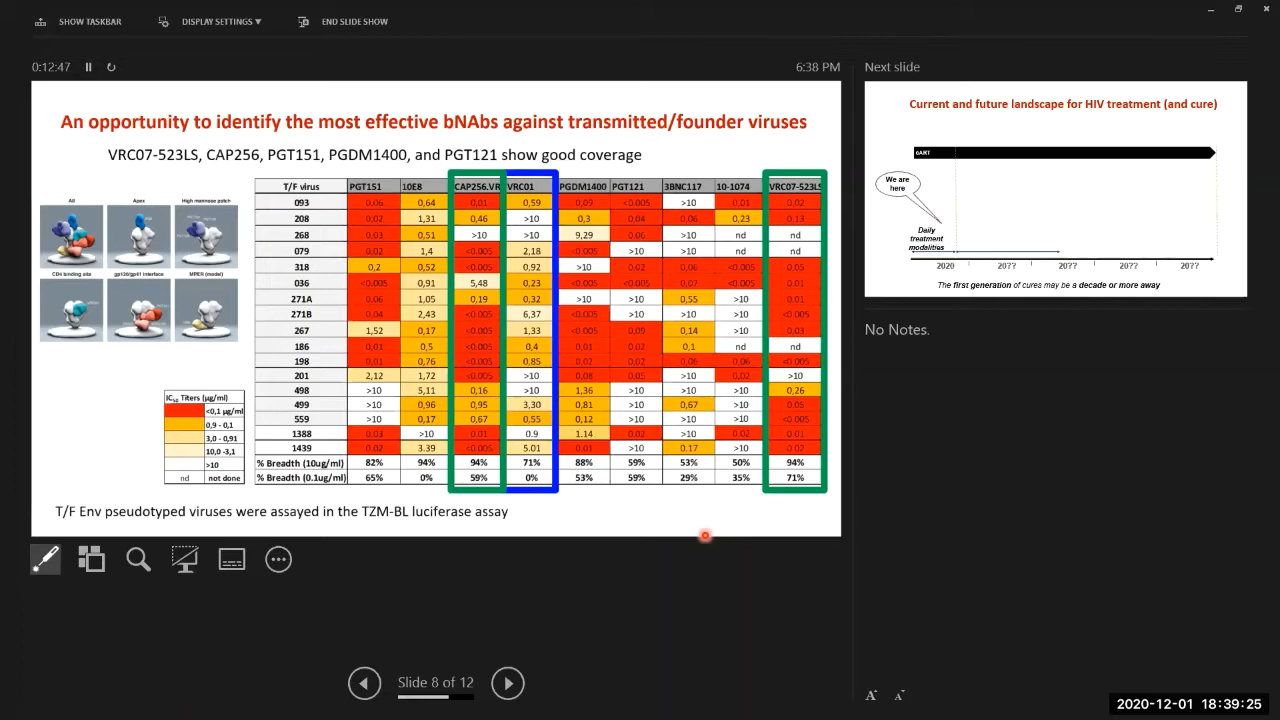 SHOW TASKBAR DISPLAY SETTINGS ▼ END SLIDE SHOW
0:12:47 6:38 PM
Next slide
An opportunity to identify the most effective bNAbs against transmitted/founder viruses
VRC07-523LS, CAP256, PGT151, PGDM1400, and PGT121 show good coverage
All Apex High mannose patch
CD4 binding site gp120/gp41 Interface MPER (model)
T/F virus PGT151 10E8 CAP256.VR VRC01 PGDM1400 PGT121 3BNC117 10-1074 VRC07-523LS
093 0,06 0,64 0,01 0,59 0,09 <0.005 >10 0,01 0,02
208 0,02 1,31 0,46 >10 0,3 0,04 0,06 0,23 0,13
268 0,03 0,51 >10 >10 9,29 0,06 >10 nd nd
079 0,02 1,4 <0.005 2,18 <0.005 >10 >10 nd nd
318 0,2 0,52 <0.005 0,92 >10 0,02 0,06 <0.005 0,05
036 <0.005 0,91 5,48 0,23 <0.005 <0.005 0,07 <0.005 0,01
271A 0,06 1,05 0,19 0,32 >10 >10 0,55 >10 0,01
271B 0,04 2,43 <0.005 6,37 <0.005 >10 >10 >10 <0.005
267 1,52 0,17 <0.005 1,33 <0.005 0,09 0,14 >10 0,03
186 0,01 0,5 <0.005 0,4 0,01 0,02 0,1 nd nd
198 0,01 0,76 <0.005 0,85 0,02 0,02 0,06 0,06 <0.005
201 2,12 1,72 <0.005 >10 0,08 0,05 >10 0,02 >10
498 >10 5,11 0,16 >10 1,36 >10 >10 >10 0,26
499 >10 0,96 0,95 3,30 0,81 >10 0,67 >10 0,05
559 >10 0,17 0,67 0,55 0,12 >10 >10 >10 <0.005
1388 0.03 >10 0.01 0.9 1.14 0.02 >10 0.02 0.01
1439 0.02 3.39 <0.005 5.01 0.01 >10 0.17 >10 0.02
% Breadth (10ug/ml) 82% 94% 94% 71% 88% 59% 53% 50% 94%
% Breadth (0.1ug/ml) 65% 0% 59% 0% 53% 59% 29% 35% 71%
IC50 Titers (µg/ml)
<0,1 µg/ml
0,9 - 0,1
3,0 - 0,91
10,0 -3,1
>10
nd not done
T/F Env pseudotyped viruses were assayed in the TZM-BL luciferase assay
Slide 8 of 12
Current and future landscape for HIV treatment (and cure)
cART
We are
here
Daily
treatment
modalities
2020 20?? 20?? 20?? 20??
The first generation of cures may be a decade or more away
No Notes.
A A
2020-12-01 18:39:25